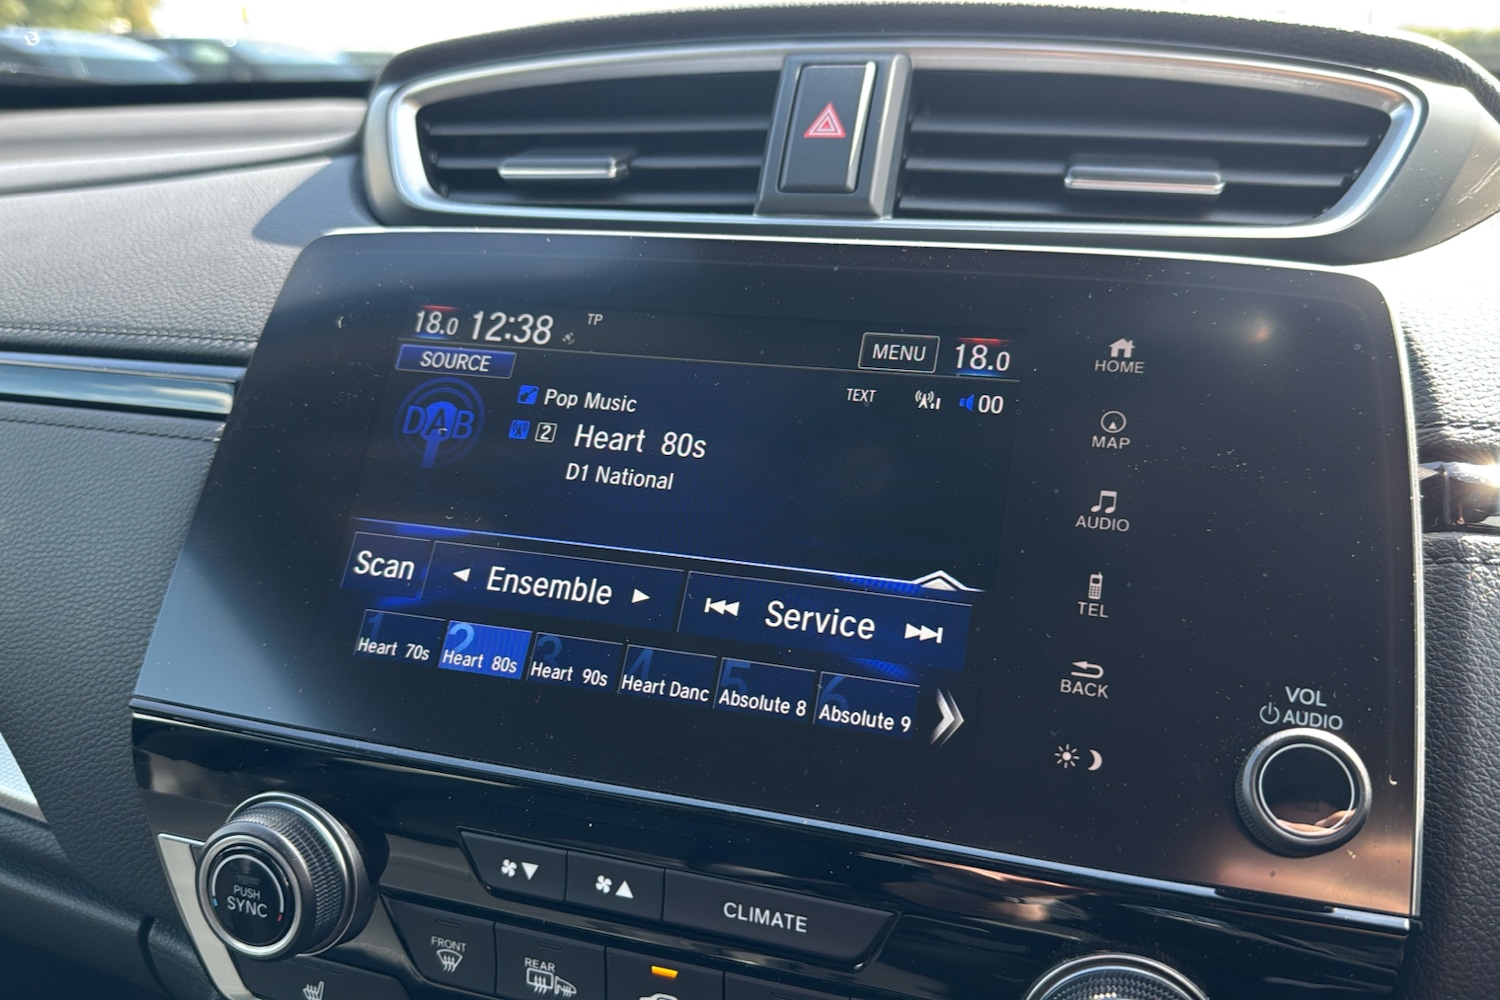 18.0 12:38 TP MENU 18.0
SOURCE
DAB
Pop Music TEXT 00
2 Heart 80s
D1 National
Scan Ensemble Service
1 2 3 4 5 6
Heart 70s Heart 80s Heart 90s Heart Danc Absolute 8 Absolute 9
HOME
MAP
AUDIO
TEL
BACK
VOL
AUDIO
PUSH
SYNC
CLIMATE
FRONT
REAR